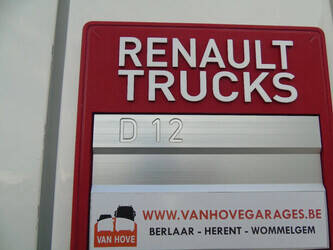 RENAULT
TRUCKS
D 12
VAN HOVE
WWW.VANHOVEGARAGES.BE
BERLAAR - HERENT - WOMMELGEM